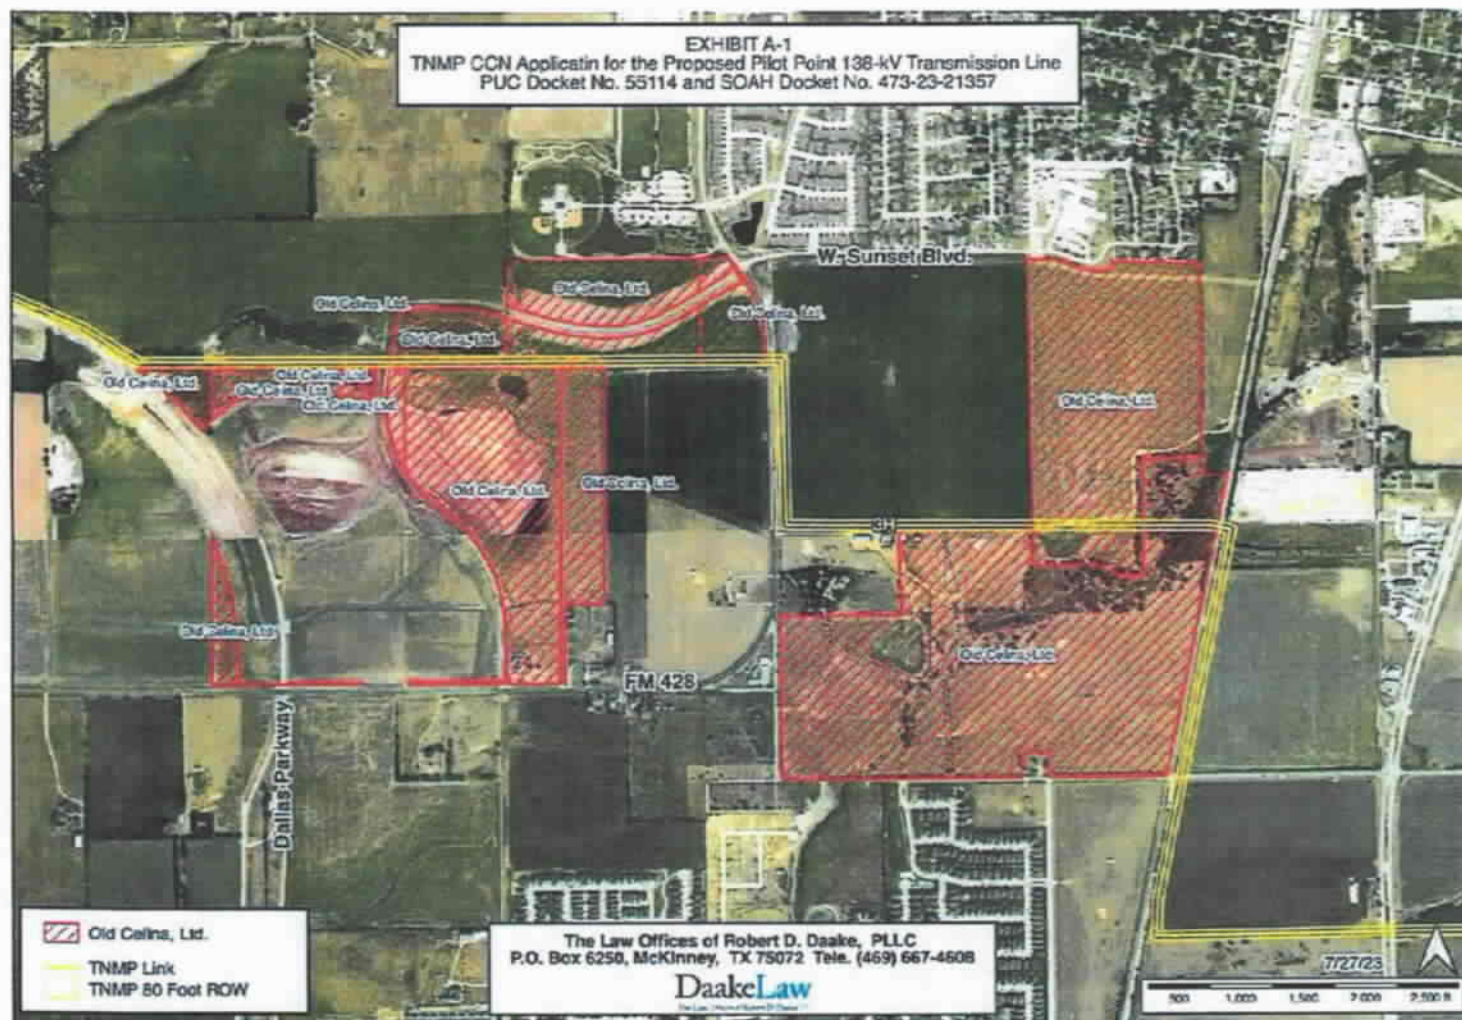 EXHIBIT A-1
TNMP CCN Applicatin for the Proposed Pilot Point 138-kV Transmission Line
PUC Docket No. 55114 and SOAH Docket No. 473-23-21357
W. Sunset Blvd.
Old Celina, Ltd.
Old Celina, Ltd.
Old Celina, Ltd.
Old Celina, Ltd.
Old Celina, Ltd.
Old Celina, Ltd.
Old Celina, Ltd.
Old Celina, Ltd.
Old Celina, Ltd.
Old Celina, Ltd.
Old Celina, Ltd.
3H
Old Celina, Ltd.
Old Celina, Ltd.
FM 428
Dallas Parkway
Old Celina, Ltd.
TNMP Link
TNMP 80 Foot ROW
The Law Offices of Robert D. Daake, PLLC
P.O. Box 6250, McKinney, TX 75072 Tele. (469) 667-4608
DaakeLaw
7/27/23
500 1,000 1,500 2,000 2,500 ft